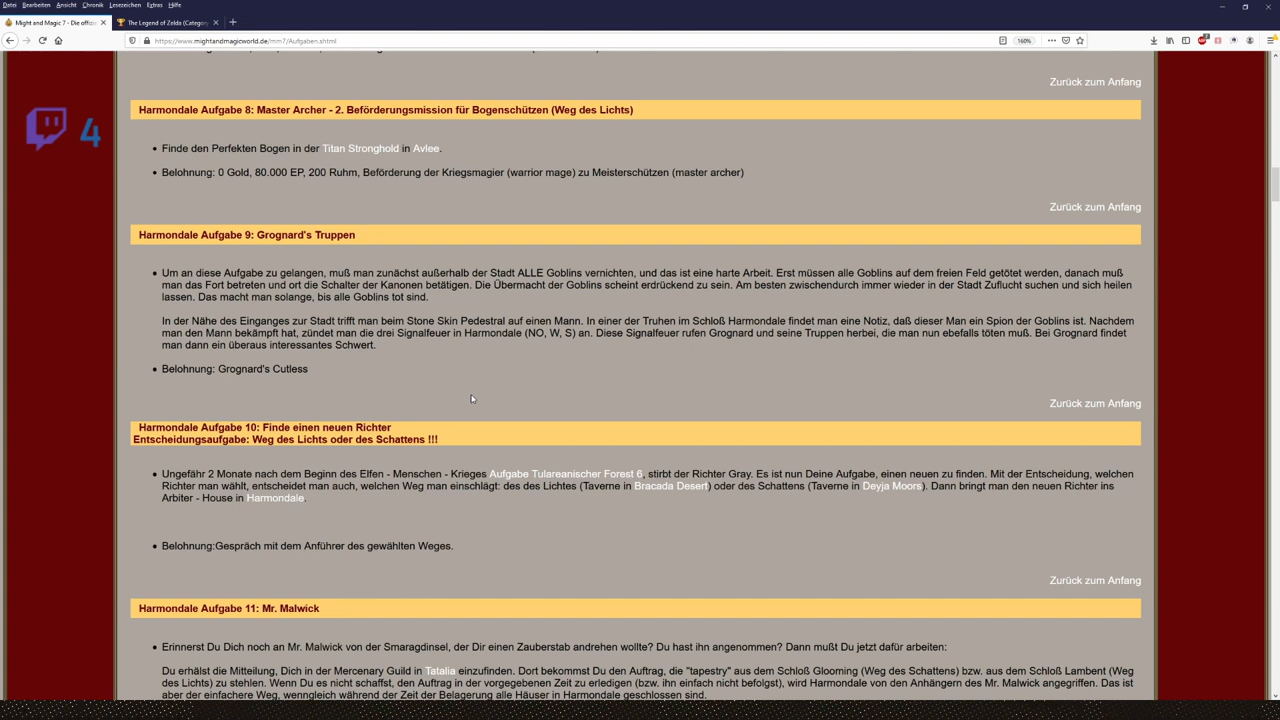 Datei Bearbeiten Ansicht Chronik Lesezeichen Extras Hilfe
Might and Magic 7 - Die offizi
The Legend of Zelda (Category
https://www.mightandmagicworld.de/mm7/Aufgaben.shtml
160%
4
Zurück zum Anfang
Harmondale Aufgabe 8: Master Archer - 2. Beförderungsmission für Bogenschützen (Weg des Lichts)
• Finde den Perfekten Bogen in der Titan Stronghold in Avlee.
• Belohnung: 0 Gold, 80.000 EP, 200 Ruhm, Beförderung der Kriegsmagier (warrior mage) zu Meisterschützen (master archer)
Zurück zum Anfang
Harmondale Aufgabe 9: Grognard's Truppen
• Um an diese Aufgabe zu gelangen, muß man zunächst außerhalb der Stadt ALLE Goblins vernichten, und das ist eine harte Arbeit. Erst müssen alle Goblins auf dem freien Feld getötet werden, danach muß
man das Fort betreten und ort die Schalter der Kanonen betätigen. Die Übermacht der Goblins scheint erdrückend zu sein. Am besten zwischendurch immer wieder in der Stadt Zuflucht suchen und sich heilen
lassen. Das macht man solange, bis alle Goblins tot sind.
In der Nähe des Einganges zur Stadt trifft man beim Stone Skin Pedestral auf einen Mann. In einer der Truhen im Schloß Harmondale findet man eine Notiz, daß dieser Man ein Spion der Goblins ist. Nachdem
man den Mann bekämpft hat, zündet man die drei Signalfeuer in Harmondale (NO, W, S) an. Diese Signalfeuer rufen Grognard und seine Truppen herbei, die man nun ebefalls töten muß. Bei Grognard findet
man dann ein überaus interessantes Schwert.
• Belohnung: Grognard's Cutless
Zurück zum Anfang
Harmondale Aufgabe 10: Finde einen neuen Richter
Entscheidungsaufgabe: Weg des Lichts oder des Schattens !!!
• Ungefähr 2 Monate nach dem Beginn des Elfen - Menschen - Krieges Aufgabe Tulareanischer Forest 6, stirbt der Richter Gray. Es ist nun Deine Aufgabe, einen neuen zu finden. Mit der Entscheidung, welchen
Richter man wählt, entscheidet man auch, welchen Weg man einschlägt: des des Lichtes (Taverne in Bracada Desert) oder des Schattens (Taverne in Deyja Moors). Dann bringt man den neuen Richter ins
Arbiter - House in Harmondale.
• Belohnung:Gespräch mit dem Anführer des gewählten Weges.
Zurück zum Anfang
Harmondale Aufgabe 11: Mr. Malwick
• Erinnerst Du Dich noch an Mr. Malwick von der Smaragdinsel, der Dir einen Zauberstab andrehen wollte? Du hast ihn angenommen? Dann mußt Du jetzt dafür arbeiten:
Du erhälst die Mitteilung, Dich in der Mercenary Guild in Tatalia einzufinden. Dort bekommst Du den Auftrag, die "tapestry" aus dem Schloß Glooming (Weg des Schattens) bzw. aus dem Schloß Lambent (Weg
des Lichts) zu stehlen. Wenn Du es nicht schaffst, den Auftrag in der vorgegebenen Zeit zu erledigen (bzw. ihn einfach nicht befolgst), wird Harmondale von den Anhängern des Mr. Malwick angegriffen. Das ist
aber der einfachere Weg, wenngleich während der Zeit der Belagerung alle Häuser in Harmondale geschlossen sind.